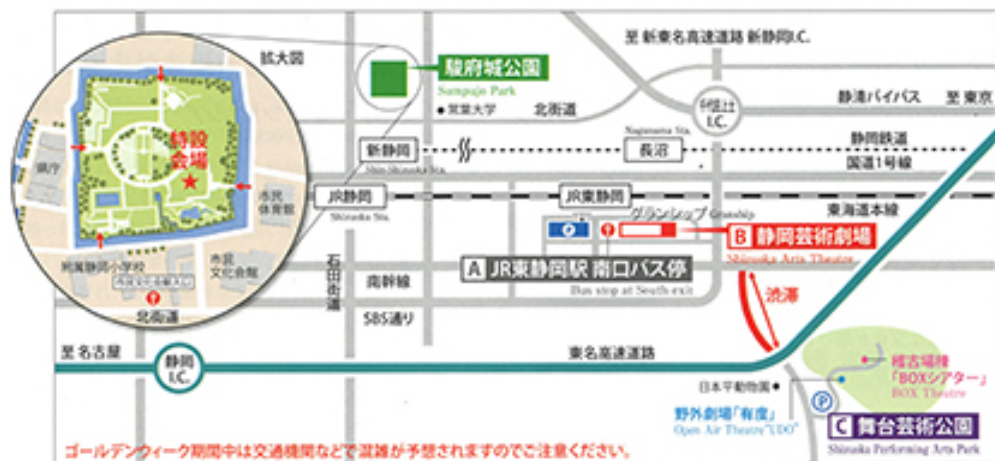 至 新東名高速道路 新静岡I.C.
拡大図
駿府城公園
Sumpujo Park
常葉大学
北街道
I.C.
静清バイパス
至 東京
Naganuma Sta.
静岡鉄道
新静岡
長沼
Shin-Shizuoka Sta.
国道1号線
特設
会場
県庁
市民
体育館
JR静岡
Shizuoka Sta.
JR東静岡
東海道本線
グランシップ Granship
B 静岡芸術劇場
Shizuoka Arts Theatre
P
A JR東静岡駅 南口バス停
Bus stop at South exit
附属静岡小学校
市民
文化会館
北街道
石田街道
南幹線
SBS通り
渋滞
至 名古屋
静岡
I.C.
東名高速道路
日本平動物園
稽古場棟
「BOXシアター」
BOX Theatre
野外劇場「有度」
Open Air Theatre "UDO"
P
C 舞台芸術公園
Shizuoka Performing Arts Park
ゴールデンウィーク期間中は交通機関などで混雑が予想されますのでご注意ください。